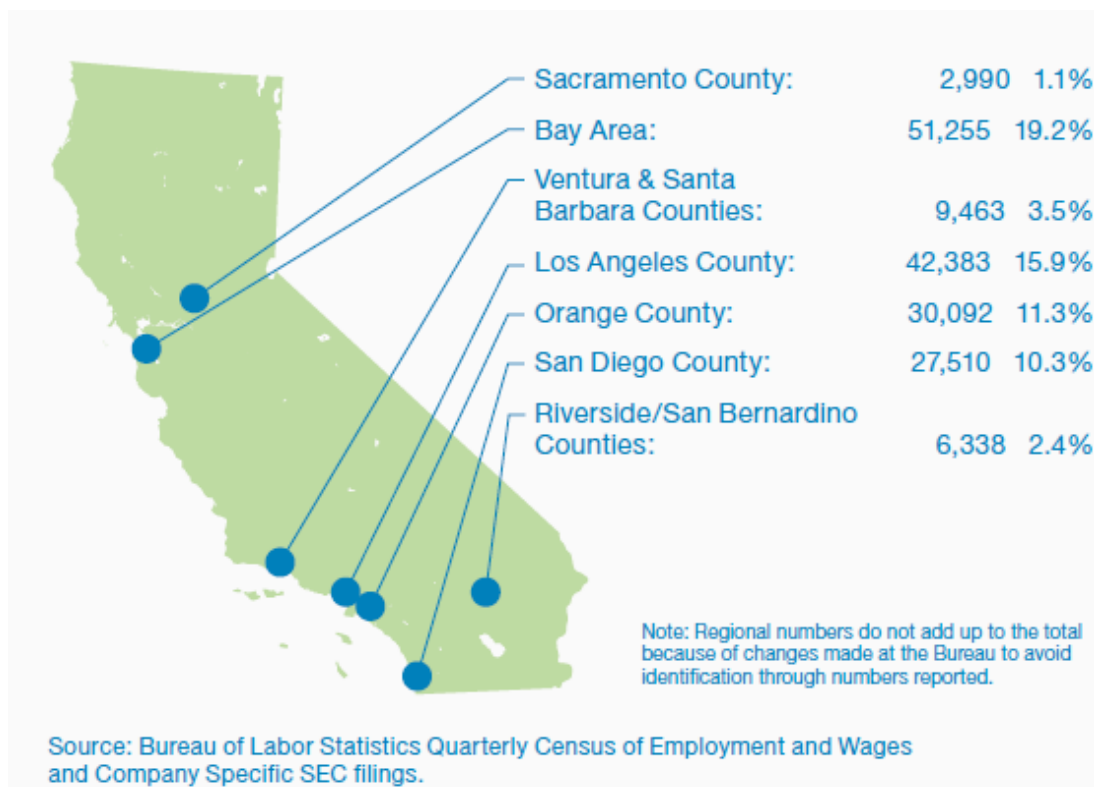 Sacramento County: 2,990 1.1%
Bay Area: 51,255 19.2%
Ventura & Santa
Barbara Counties: 9,463 3.5%
Los Angeles County: 42,383 15.9%
Orange County: 30,092 11.3%
San Diego County: 27,510 10.3%
Riverside/San Bernardino
Counties: 6,338 2.4%
Note: Regional numbers do not add up to the total
because of changes made at the Bureau to avoid
identification through numbers reported.
Source: Bureau of Labor Statistics Quarterly Census of Employment and Wages
and Company Specific SEC filings.